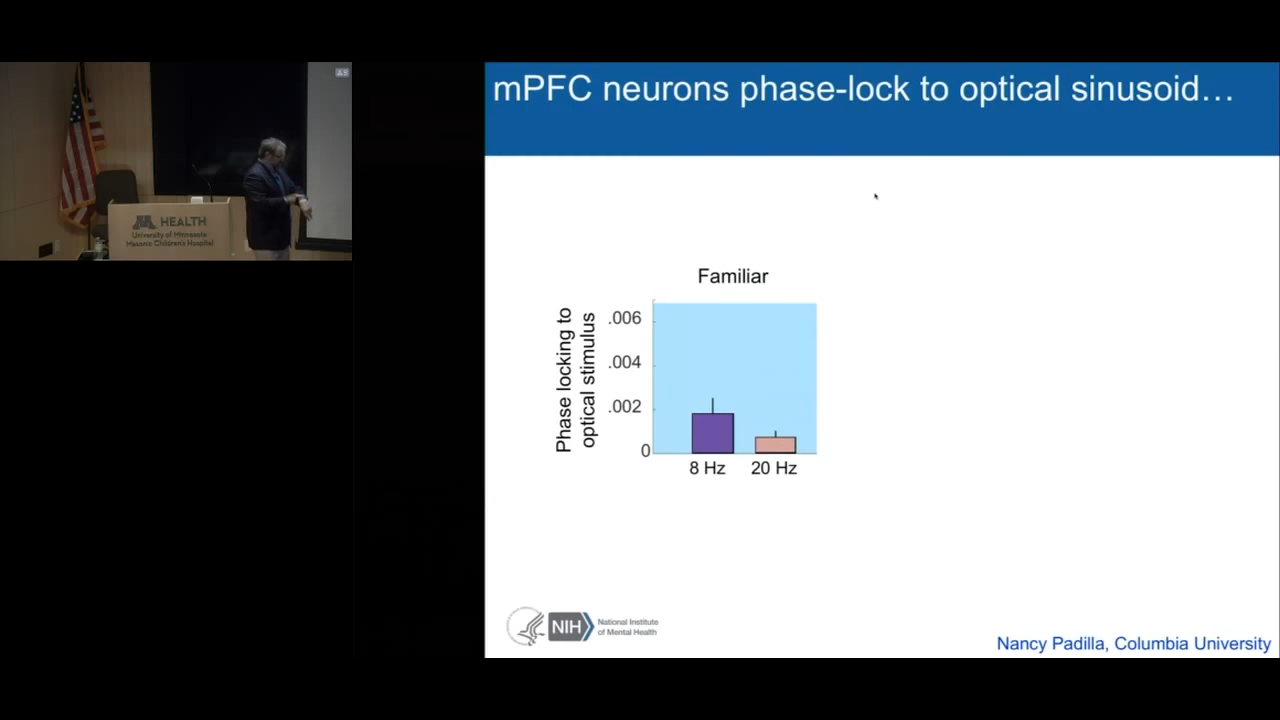 mPFC neurons phase-lock to optical sinusoid…
HEALTH
University of Minnesota
Masonic Children's Hospital
Familiar
Phase locking to
optical stimulus
.006
.004
.002
0
8 Hz
20 Hz
NIH
National Institute
of Mental Health
Nancy Padilla, Columbia University